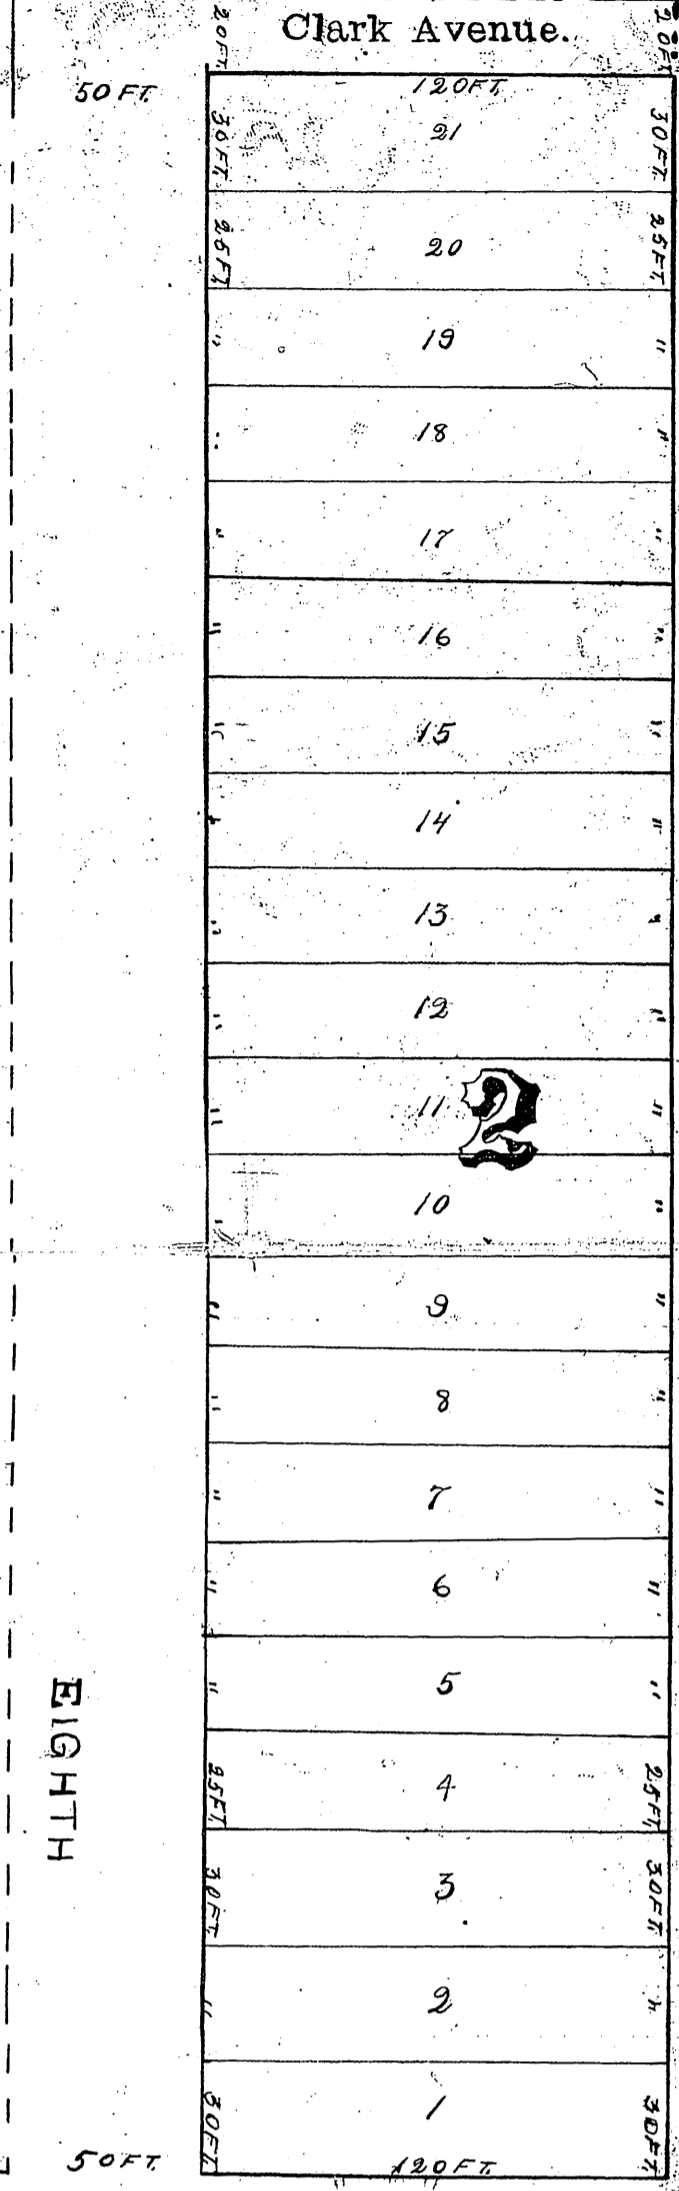 20FT. Clark Avenue. 20FT.
50 FT. 120FT.
30FT. 21 30FT.
25FT. 20 25FT.
" 19 "
" 18 "
" 17 "
" 16 "
" 15 "
" 14 "
" 13 "
" 12 "
" 11 "
2
" 10 "
" 9 "
" 8 "
" 7 "
" 6 "
" 5 "
EIGHTH
25FT. 4 25FT.
30FT. 3 30FT.
" 2 "
30FT. 1 30FT.
50FT. 120FT.